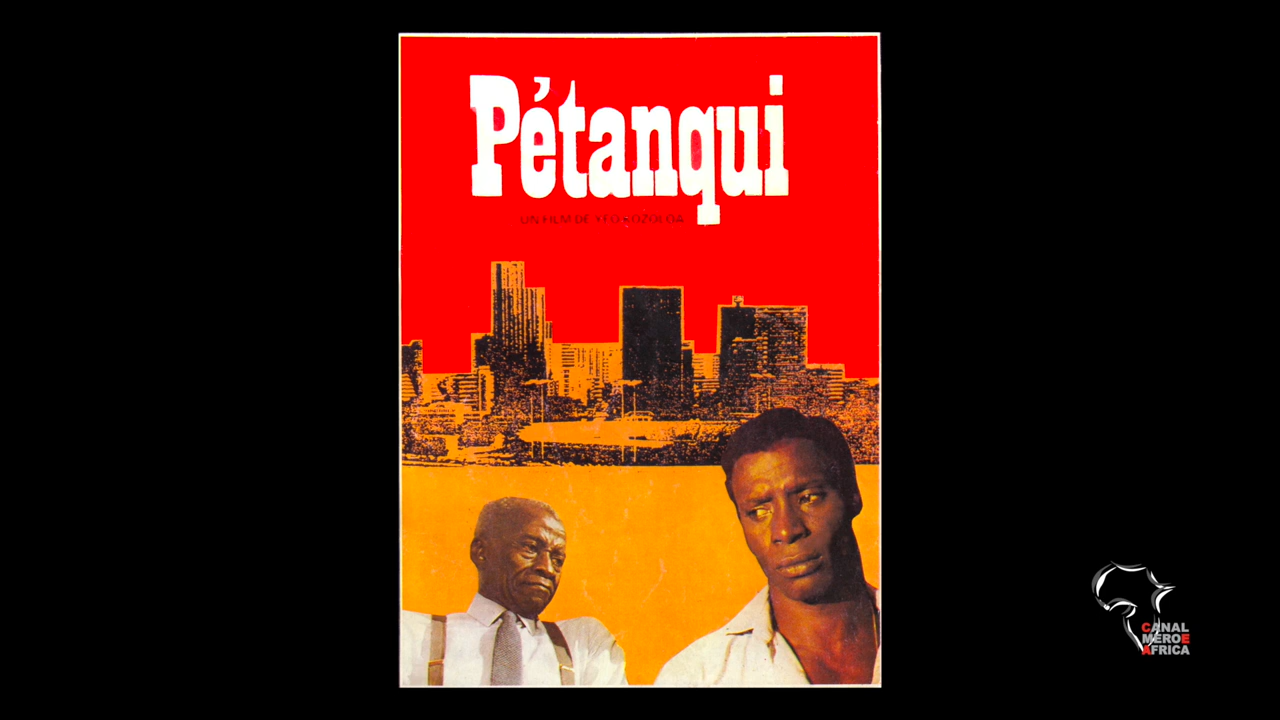 Pétanqui
UN FILM DE YEO KOZOLOA
CANAL
MEROE
AFRICA